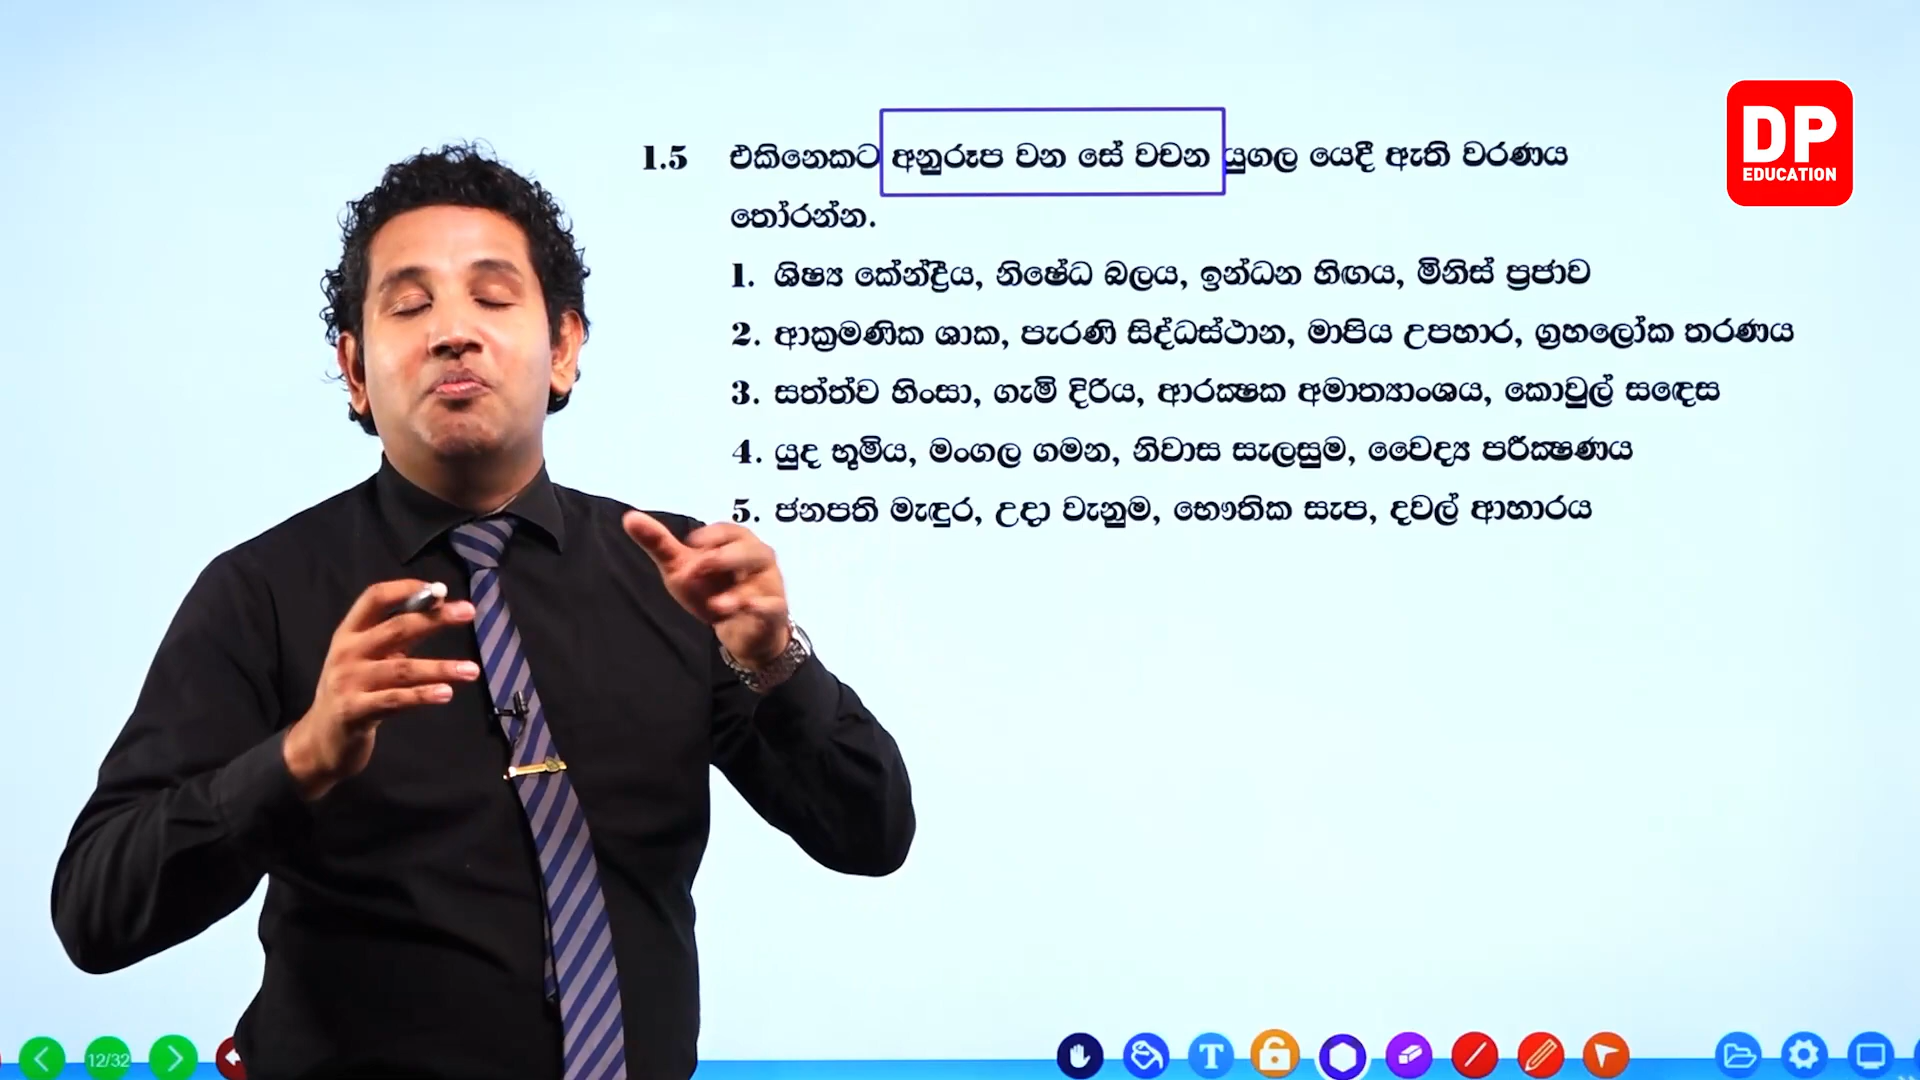 DP
EDUCATION
1.5 එකිනෙකට අනුරූප වන සේ වචන යුගල යෙදී ඇති වරණය
තෝරන්න.
1. ශිෂ්‍ය කේන්ද්‍රීය, නිෂේධ බලය, ඉන්ධන හිඟය, මිනිස් ප්‍රජාව
2. ආක්‍රමණික ශාක, පැරණි සිද්ධස්ථාන, මාපිය උපහාර, ග්‍රහලෝක තරණය
3. සත්ත්ව හිංසා, ගැමි දිරිය, ආරක්‍ෂක අමාත්‍යාංශය, කොවුල් සඳෙස
4. යුද භූමිය, මංගල ගමන, නිවාස සැලසුම, වෛද්‍ය පරීක්‍ෂණය
5. ජනපති මැඳුර, උදා වැනුම, භෞතික සැප, දවල් ආහාරය
12/32
T